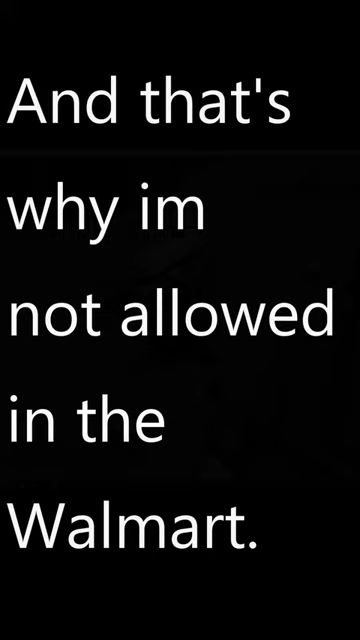 And that's
why im
not allowed
in the
Walmart.